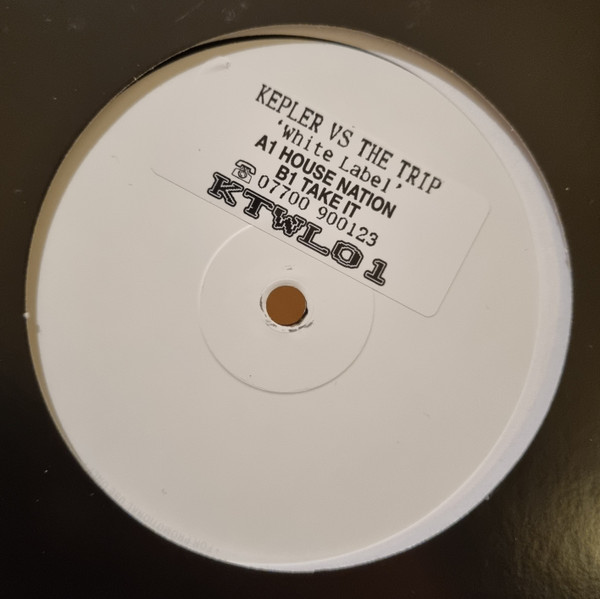 KEPLER VS THE TRIP
'White Label'
A1 HOUSE NATION
B1 TAKE IT
☏ 07700 900123
KTWL01